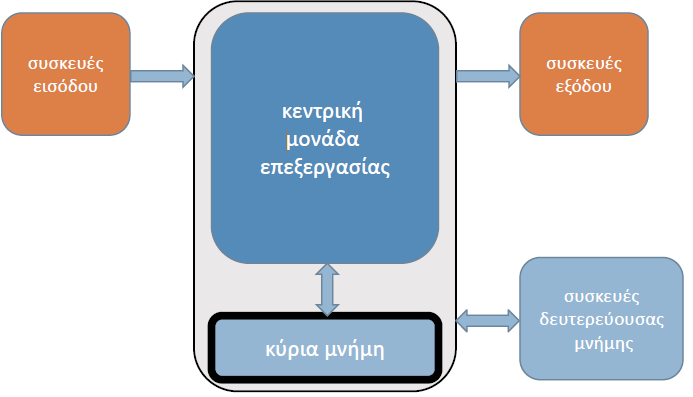 συσκευές
εισόδου
κεντρική
μονάδα
επεξεργασίας
συσκευές
εξόδου
κύρια μνήμη
συσκευές
δευτερεύουσας
μνήμης